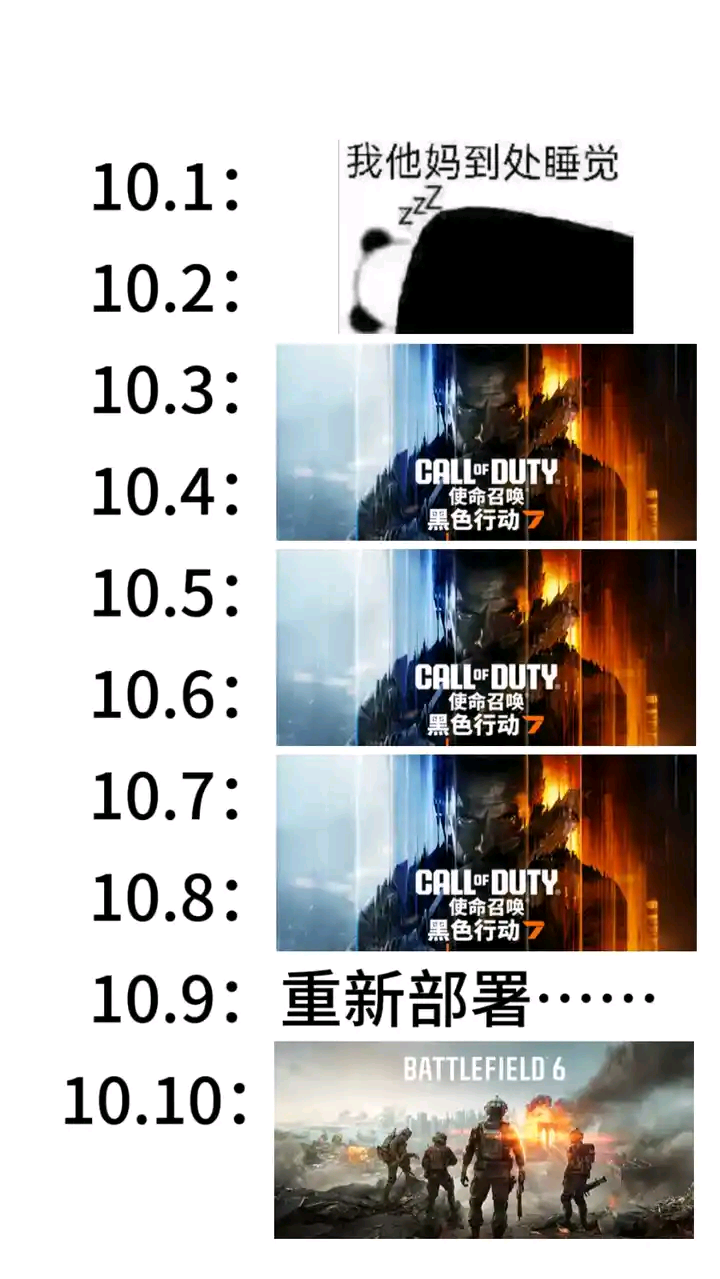 10.1：
我他妈到处睡觉
zzZ
10.2：
10.3：
10.4：
CALL OF DUTY
使命召唤
黑色行动7
10.5：
10.6：
CALL OF DUTY
使命召唤
黑色行动7
10.7：
10.8：
CALL OF DUTY
使命召唤
黑色行动7
10.9：重新部署……
10.10：
BATTLEFIELD 6